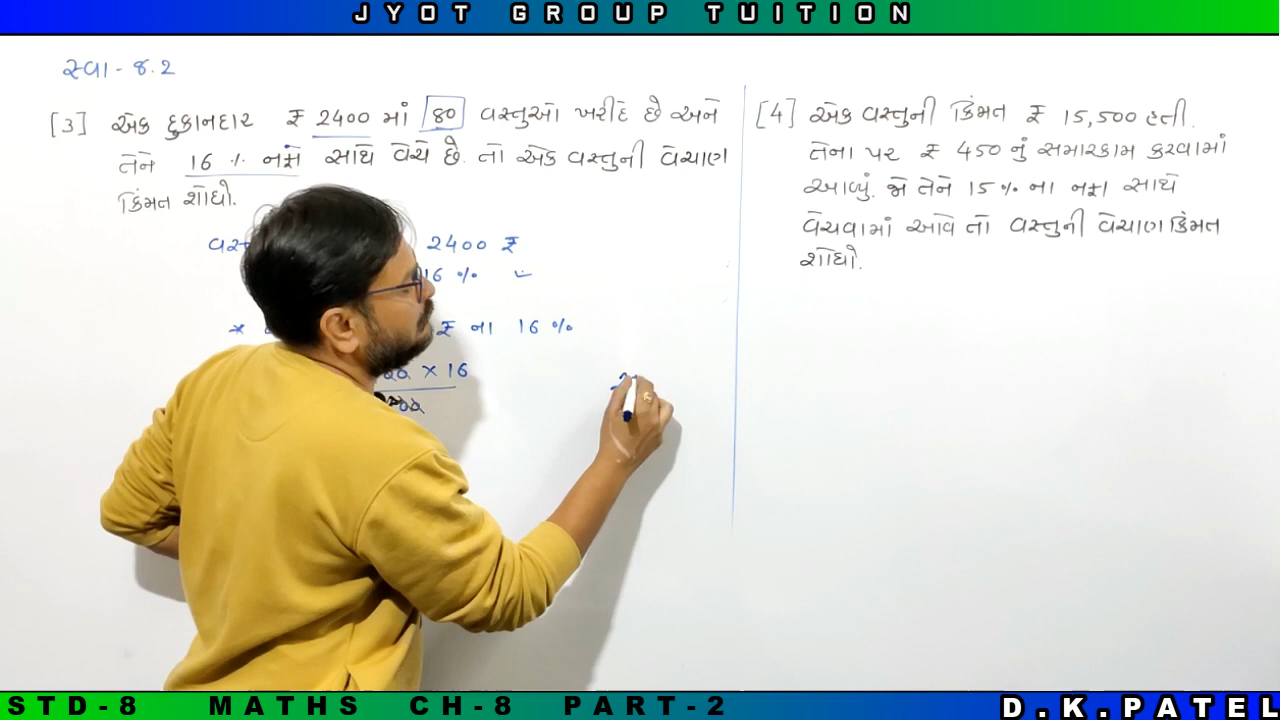 JYOT GROUP TUITION
સ્વા - 8.2
[3] એક દુકાનદાર ₹ 2400 માં 80 વસ્તુઓ ખરીદે છે અને
તેને 16 % નફા સાથે વેચે છે. તો એક વસ્તુની વેચાણ
કિંમત શોધો.
2400 ₹
16 %
* ₹ ના 16 %
× 16
[4] એક વસ્તુની કિંમત ₹ 15,500 હતી.
તેના પર ₹ 450 નું સમારકામ કરવામાં
આવ્યું. જો તેને 15 % ના નફા સાથે
વેચવામાં આવે તો વસ્તુની વેચાણ કિંમત
શોધો.
STD-8 MATHS CH-8 PART-2
D.K.PATEL